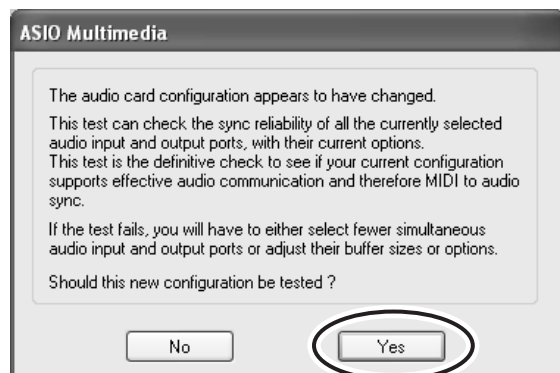 ASIO Multimedia
The audio card configuration appears to have changed.
This test can check the sync reliability of all the currently selected
audio input and output ports, with their current options.
This test is the definitive check to see if your current configuration
supports effective audio communication and therefore MIDI to audio
sync.
If the test fails, you will have to either select fewer simultaneous
audio input and output ports or adjust their buffer sizes or options.
Should this new configuration be tested ?
No
Yes